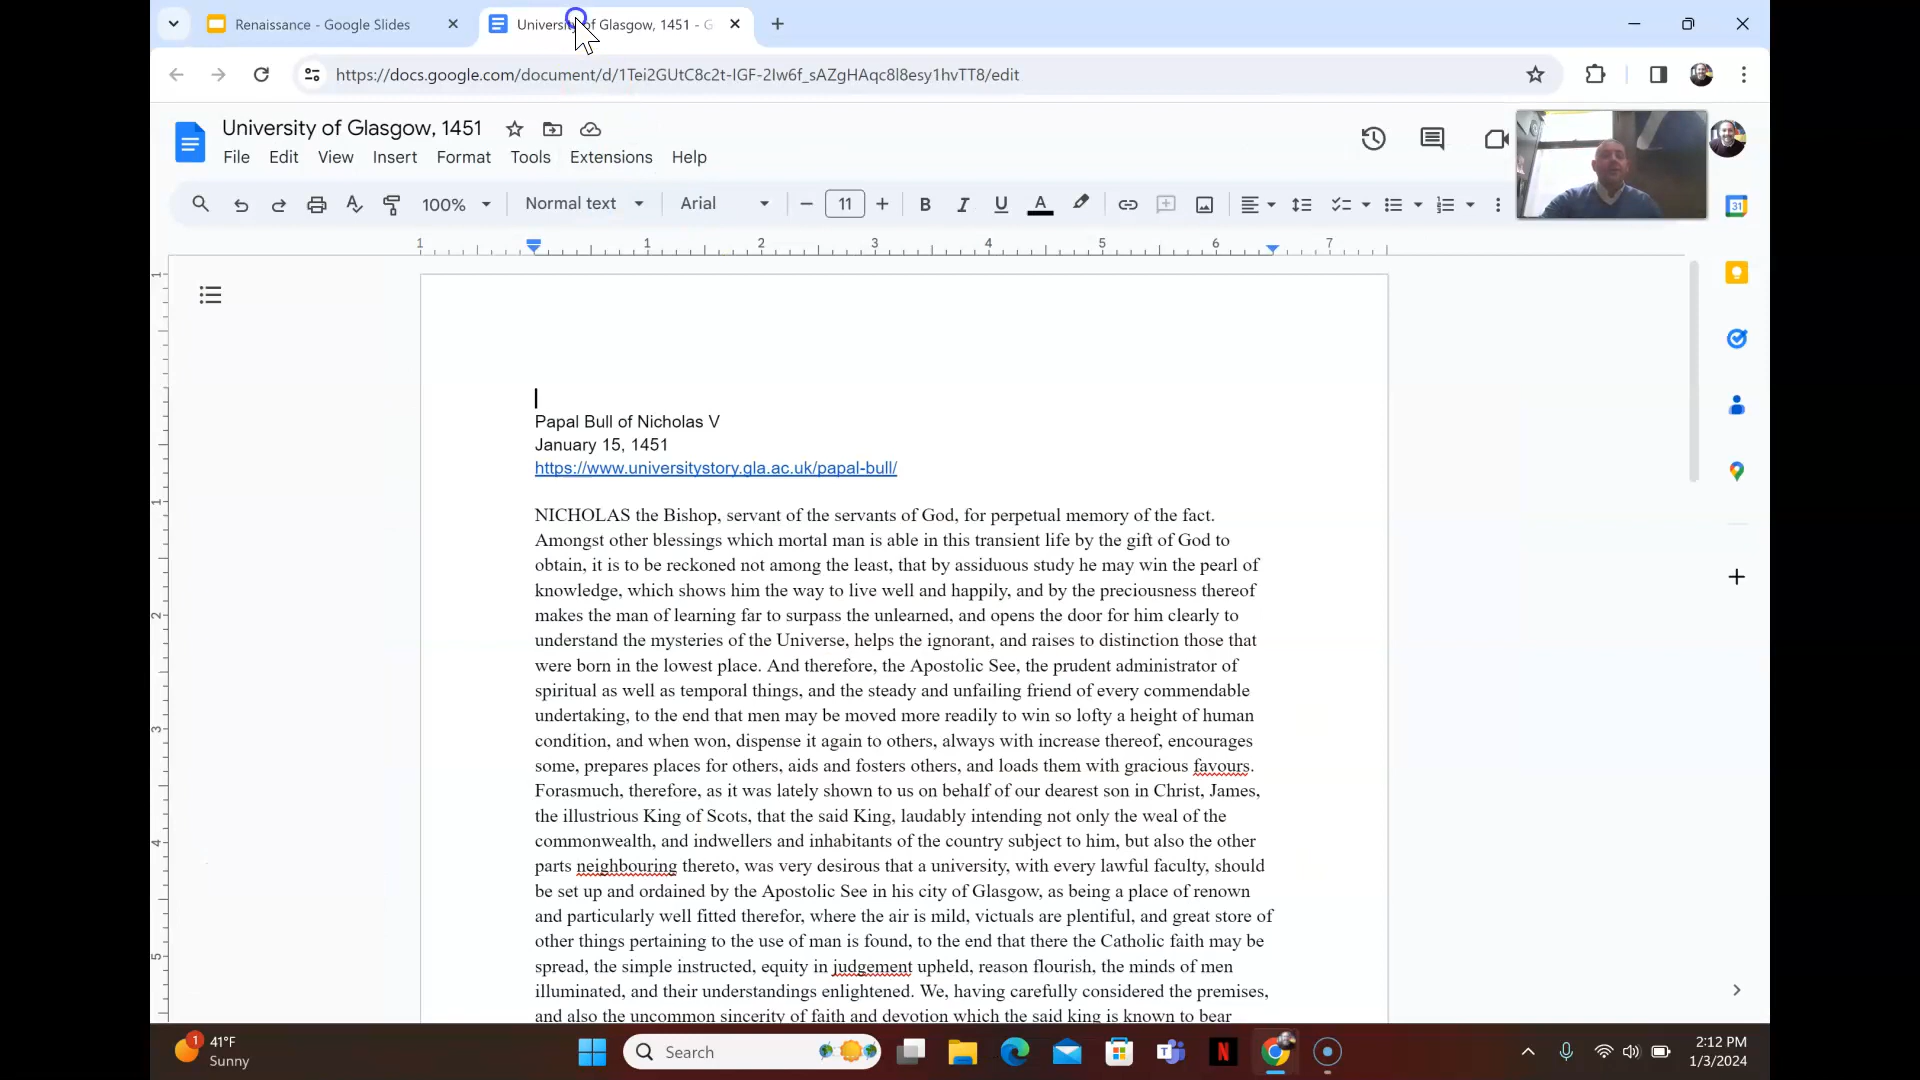 Renaissance - Google Slides
University of Glasgow, 1451 - G
https://docs.google.com/document/d/1Tei2GUtC8c2t-IGF-2Iw6f_sAZgHAqc8l8esy1hvTT8/edit
University of Glasgow, 1451
File Edit View Insert Format Tools Extensions Help
100% Normal text Arial 11 B I U A
31
1 1 2 3 4 5 6 7
Papal Bull of Nicholas V
January 15, 1451
https://www.universitystory.gla.ac.uk/papal-bull/
NICHOLAS the Bishop, servant of the servants of God, for perpetual memory of the fact.
Amongst other blessings which mortal man is able in this transient life by the gift of God to
obtain, it is to be reckoned not among the least, that by assiduous study he may win the pearl of
knowledge, which shows him the way to live well and happily, and by the preciousness thereof
makes the man of learning far to surpass the unlearned, and opens the door for him clearly to
understand the mysteries of the Universe, helps the ignorant, and raises to distinction those that
were born in the lowest place. And therefore, the Apostolic See, the prudent administrator of
spiritual as well as temporal things, and the steady and unfailing friend of every commendable
undertaking, to the end that men may be moved more readily to win so lofty a height of human
condition, and when won, dispense it again to others, always with increase thereof, encourages
some, prepares places for others, aids and fosters others, and loads them with gracious favours.
Forasmuch, therefore, as it was lately shown to us on behalf of our dearest son in Christ, James,
the illustrious King of Scots, that the said King, laudably intending not only the weal of the
commonwealth, and indwellers and inhabitants of the country subject to him, but also the other
parts neighbouring thereto, was very desirous that a university, with every lawful faculty, should
be set up and ordained by the Apostolic See in his city of Glasgow, as being a place of renown
and particularly well fitted therefor, where the air is mild, victuals are plentiful, and great store of
other things pertaining to the use of man is found, to the end that there the Catholic faith may be
spread, the simple instructed, equity in judgement upheld, reason flourish, the minds of men
illuminated, and their understandings enlightened. We, having carefully considered the premises,
and also the uncommon sincerity of faith and devotion which the said king is known to bear
1
1
2
3
4
5
1
41°F
Sunny
Search
N
2:12 PM
1/3/2024